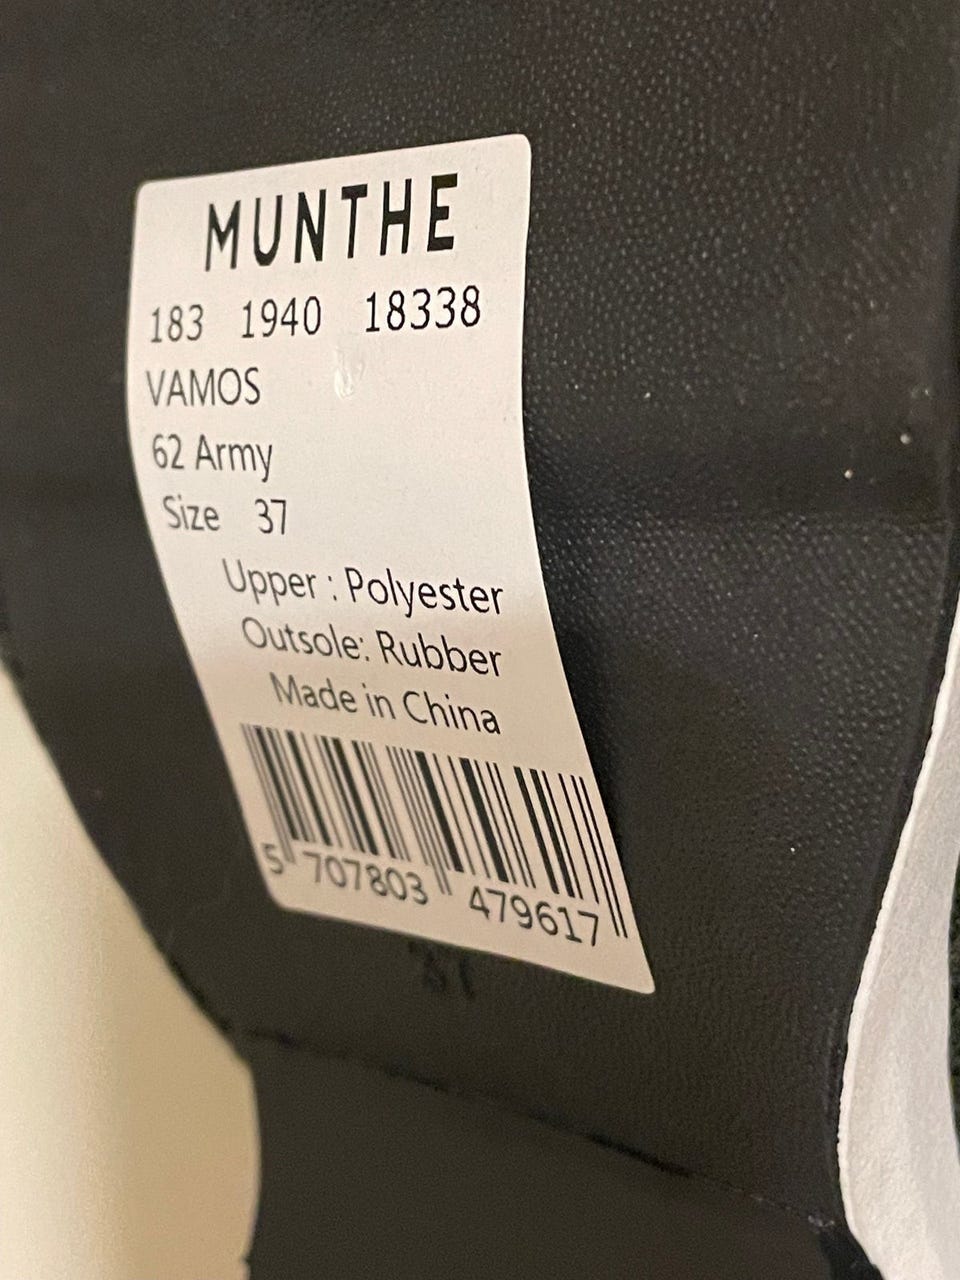 MUNTHE
183 1940 18338
VAMOS
62 Army
Size 37
Upper : Polyester
Outsole: Rubber
Made in China
5 707803 479617